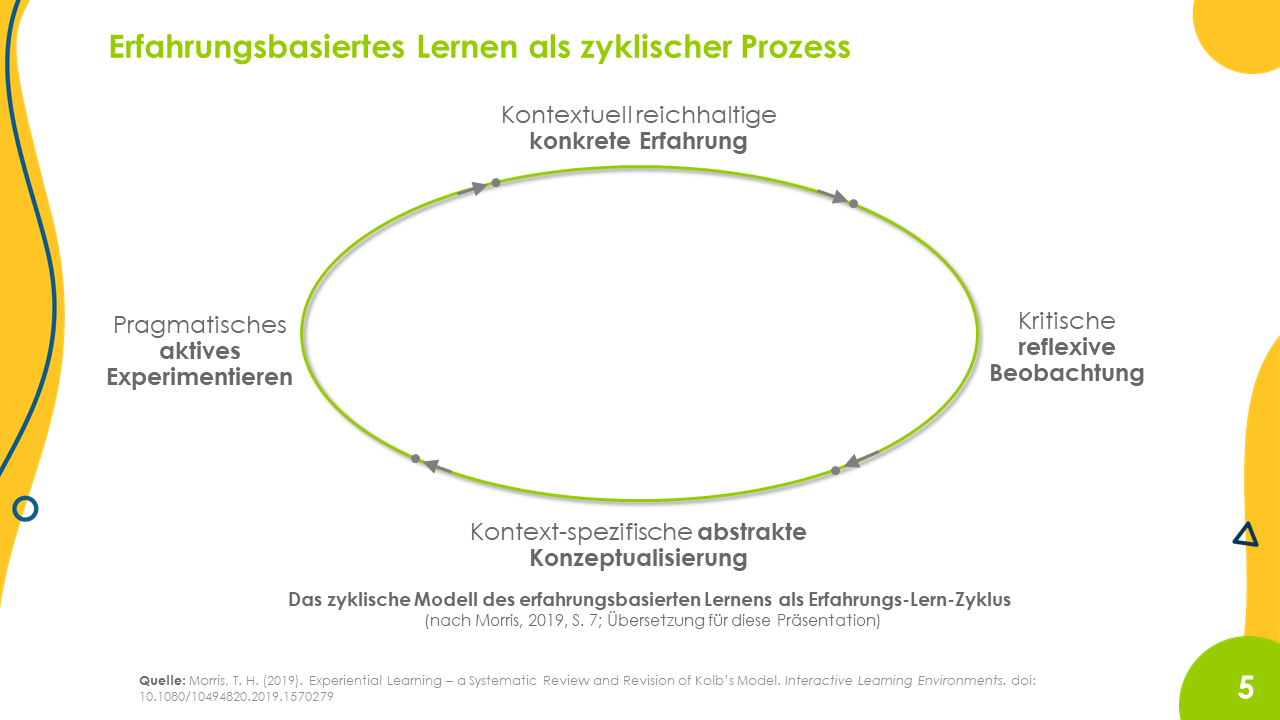 Erfahrungsbasiertes Lernen als zyklischer Prozess
Kontextuell reichhaltige
konkrete Erfahrung
Pragmatisches
aktives
Experimentieren
Kritische
reflexive
Beobachtung
Kontext-spezifische abstrakte
Konzeptualisierung
Das zyklische Modell des erfahrungsbasierten Lernens als Erfahrungs-Lern-Zyklus
(nach Morris, 2019, S. 7; Übersetzung für diese Präsentation)
Quelle: Morris, T. H. (2019). Experiential Learning – a Systematic Review and Revision of Kolb's Model. Interactive Learning Environments. doi:
10.1080/10494820.2019.1570279
5